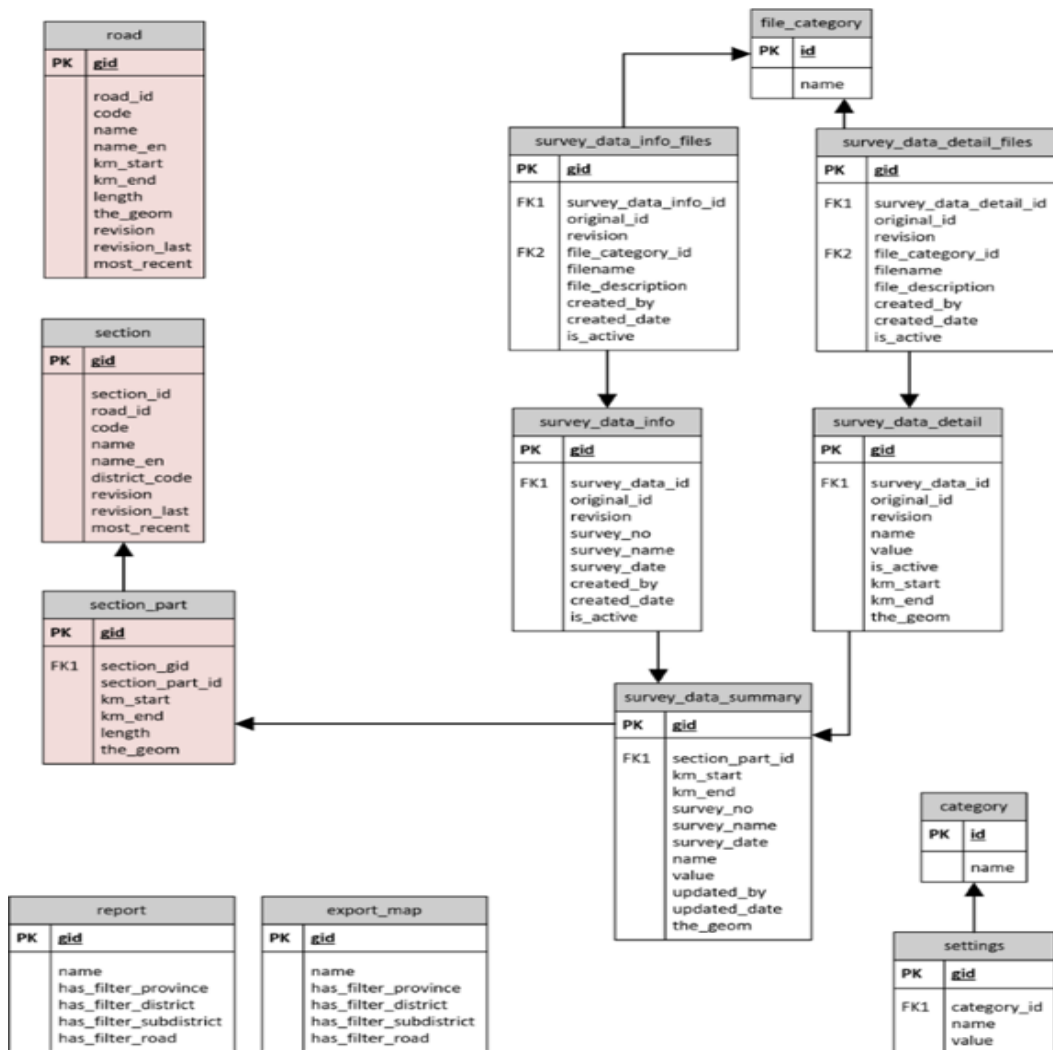 road
PK gid
road_id
code
name
name_en
km_start
km_end
length
the_geom
revision
revision_last
most_recent
section
PK gid
section_id
road_id
code
name
name_en
district_code
revision
revision_last
most_recent
section_part
PK gid
FK1 section_gid
section_part_id
km_start
km_end
length
the_geom
file_category
PK id
name
survey_data_info_files
PK gid
FK1 survey_data_info_id
original_id
revision
FK2 file_category_id
filename
file_description
created_by
created_date
is_active
survey_data_detail_files
PK gid
FK1 survey_data_detail_id
original_id
revision
FK2 file_category_id
filename
file_description
created_by
created_date
is_active
survey_data_info
PK gid
FK1 survey_data_id
original_id
revision
survey_no
survey_name
survey_date
created_by
created_date
is_active
survey_data_detail
PK gid
FK1 survey_data_id
original_id
revision
name
value
is_active
km_start
km_end
the_geom
survey_data_summary
PK gid
FK1 section_part_id
km_start
km_end
survey_no
survey_name
survey_date
name
value
updated_by
updated_date
the_geom
category
PK id
name
report
PK gid
name
has_filter_province
has_filter_district
has_filter_subdistrict
has_filter_road
export_map
PK gid
name
has_filter_province
has_filter_district
has_filter_subdistrict
has_filter_road
settings
PK gid
FK1 category_id
name
value